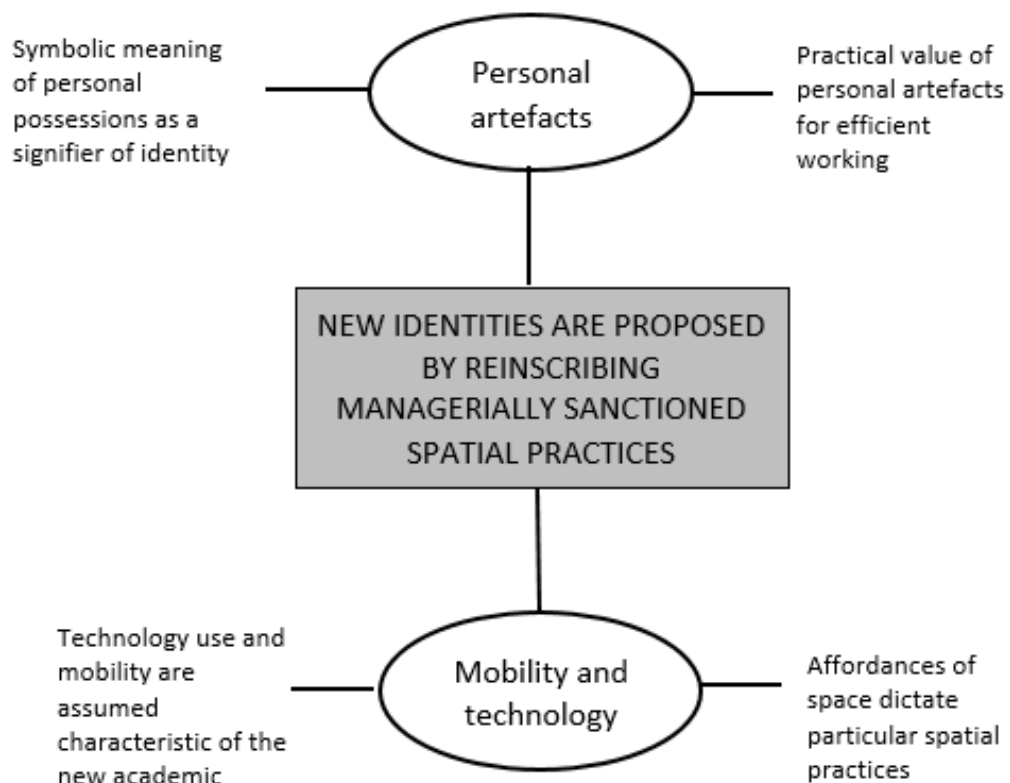 Symbolic meaning
of personal
possessions as a
signifier of identity
Personal
artefacts
Practical value of
personal artefacts
for efficient
working
NEW IDENTITIES ARE PROPOSED
BY REINSCRIBING
MANAGERIALLY SANCTIONED
SPATIAL PRACTICES
Technology use and
mobility are
assumed
characteristic of the
new academic
Mobility and
technology
Affordances of
space dictate
particular spatial
practices